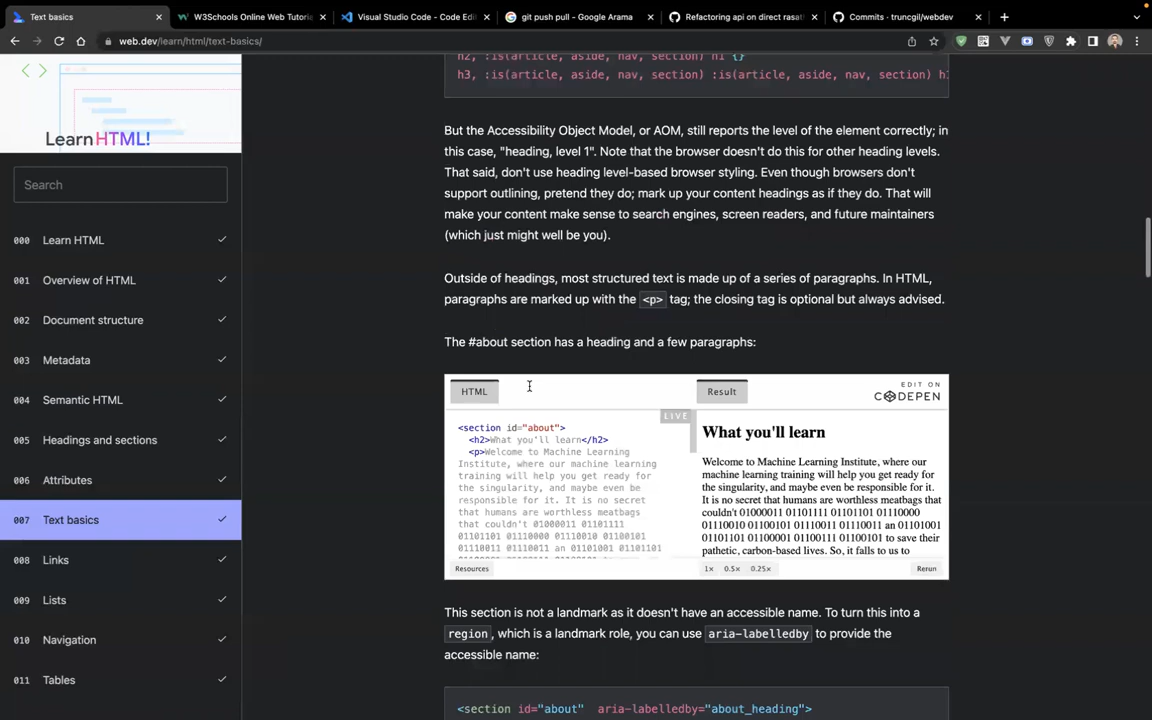 Text basics
W3Schools Online Web Tutorie
Visual Studio Code - Code Edi
git push pull - Google Arama
Refactoring api on direct rasat
Commits · truncgil/webdev
web.dev/learn/html/text-basics/
Learn HTML!
Search
000 Learn HTML
001 Overview of HTML
002 Document structure
003 Metadata
004 Semantic HTML
005 Headings and sections
006 Attributes
007 Text basics
008 Links
009 Lists
010 Navigation
011 Tables
h2, :is(article, aside, nav, section) h1 {}
h3, :is(article, aside, nav, section) :is(article, aside, nav, section) h1
But the Accessibility Object Model, or AOM, still reports the level of the element correctly; in
this case, "heading, level 1". Note that the browser doesn't do this for other heading levels.
That said, don't use heading level-based browser styling. Even though browsers don't
support outlining, pretend they do; mark up your content headings as if they do. That will
make your content make sense to search engines, screen readers, and future maintainers
(which just might well be you).
Outside of headings, most structured text is made up of a series of paragraphs. In HTML,
paragraphs are marked up with the <p> tag; the closing tag is optional but always advised.
The #about section has a heading and a few paragraphs:
HTML
Result
EDIT ON
CODEPEN
LIVE
<section id="about">
<h2>What you'll learn</h2>
<p>Welcome to Machine Learning
Institute, where our machine learning
training will help you get ready for
the singularity, and maybe even be
responsible for it. It is no secret
that humans are worthless meatbags
that couldn't 01000011 01101111
01101101 01110000 01110010 01100101
01110011 01110011 an 01101001 01101101
What you'll learn
Welcome to Machine Learning Institute, where our
machine learning training will help you get ready for
the singularity, and maybe even be responsible for it.
It is no secret that humans are worthless meatbags that
couldn't 01000011 01101111 01101101 01110000
01110010 01100101 01110011 01110011 an 01101001
01101101 01100001 01100111 01100101 to save their
pathetic, carbon-based lives. So, it falls to us to
Resources
1× 0.5× 0.25×
Rerun
This section is not a landmark as it doesn't have an accessible name. To turn this into a
region, which is a landmark role, you can use aria-labelledby to provide the
accessible name:
<section id="about" aria-labelledby="about_heading">